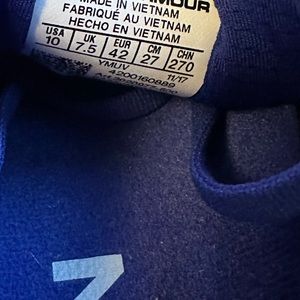 MADE IN VIETNAM
FABRIQUÉ AU VIETNAM
HECHO EN VIETNAM
USA UK EUR CM CHN
10 7.5 42 27 270
YMUV 11/17
4200160889